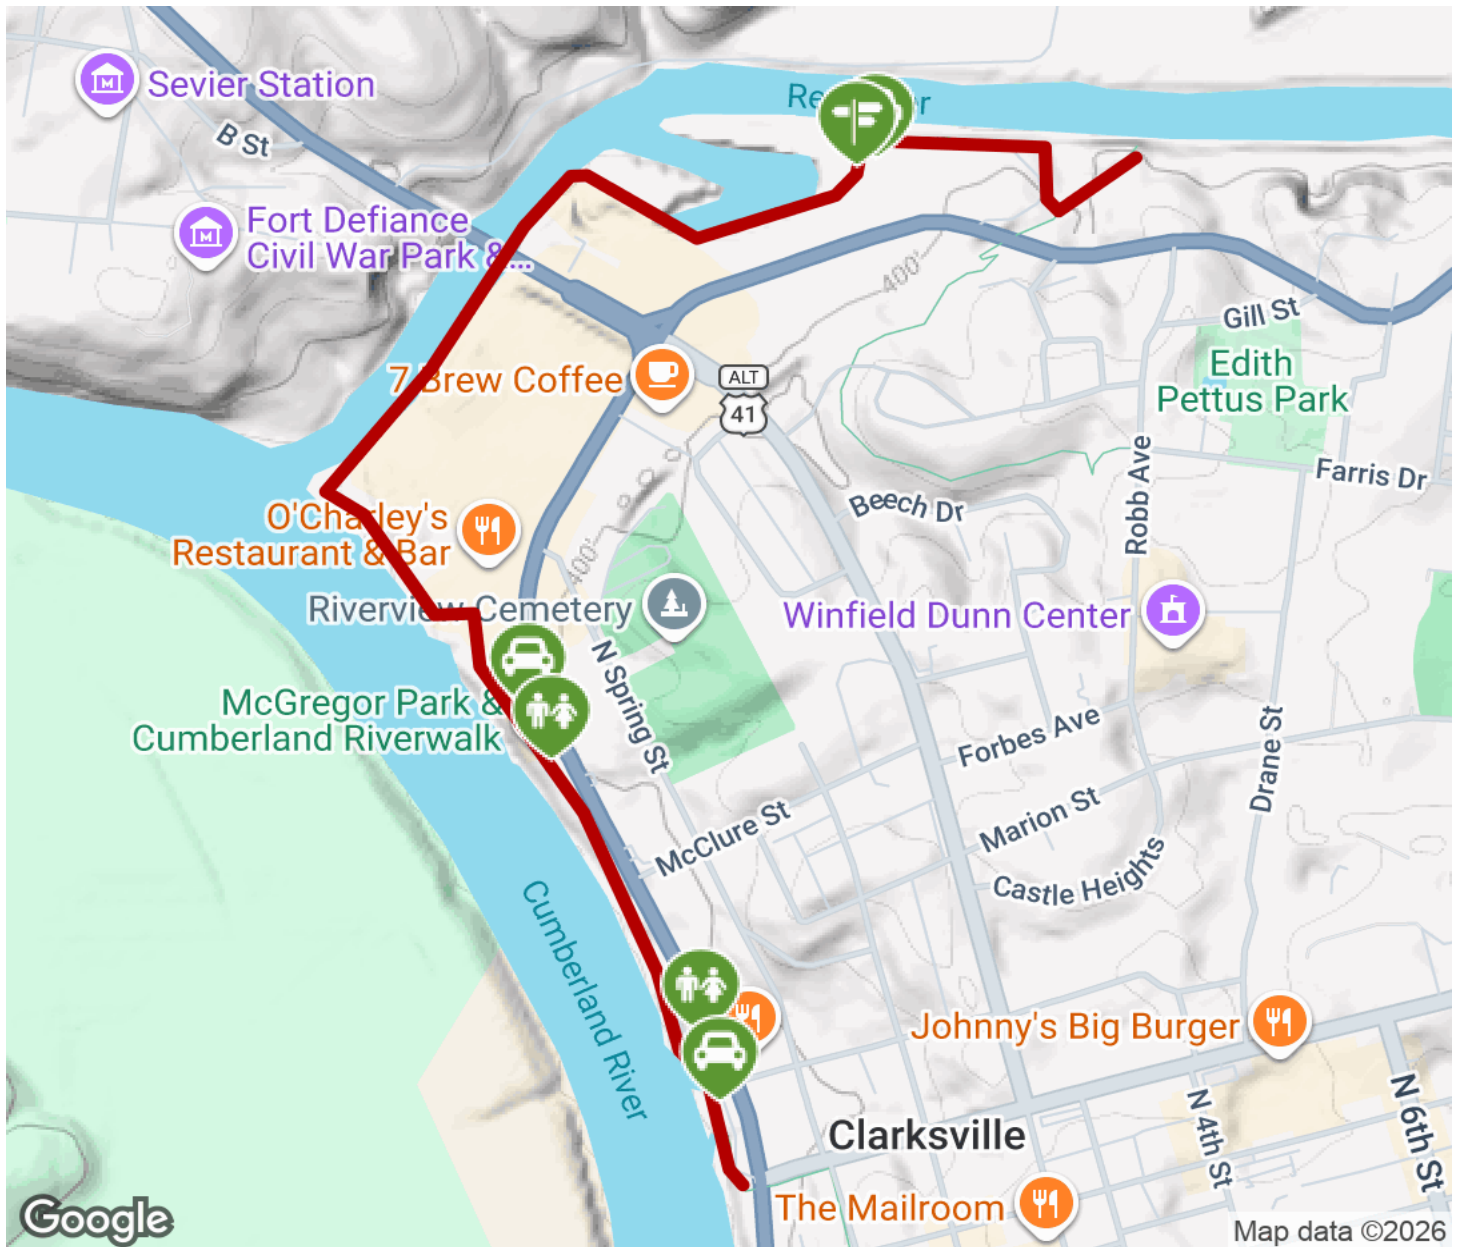 Sevier Station
B St
Fort Defiance
Civil War Park &...
7 Brew Coffee
ALT
41
400'
Gill St
Edith
Pettus Park
Robb Ave
Farris Dr
Beech Dr
O'Charley's
Restaurant & Bar
400'
Riverview Cemetery
Winfield Dunn Center
N Spring St
McGregor Park &
Cumberland Riverwalk
Forbes Ave
Drane St
Marion St
McClure St
Castle Heights
Cumberland River
Johnny's Big Burger
Clarksville
N 4th St
N 6th St
The Mailroom
Google
Map data ©2026